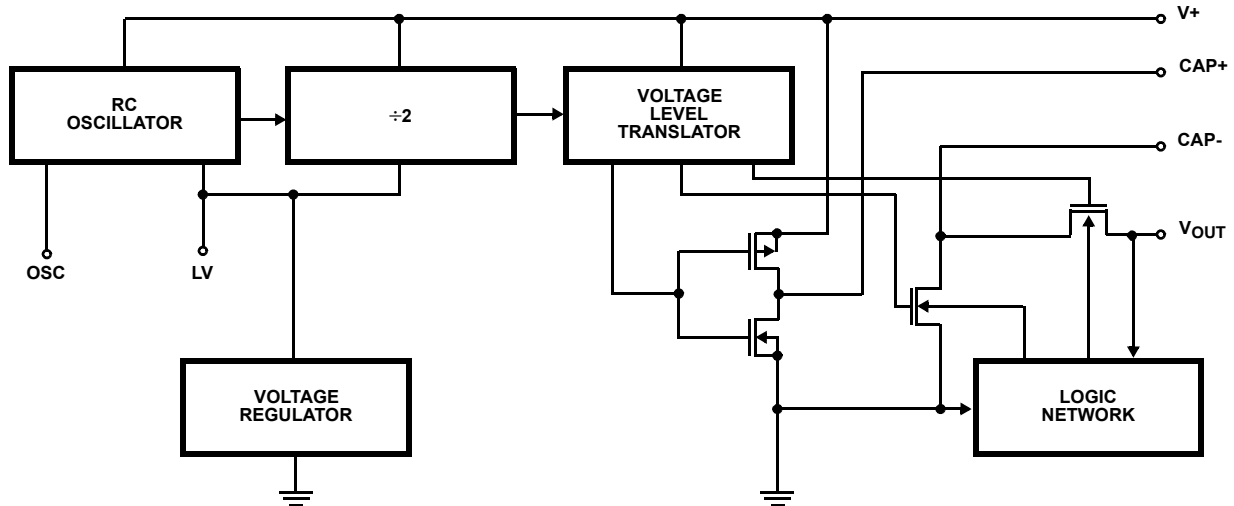 V+
CAP+
RC
OSCILLATOR
÷2
VOLTAGE
LEVEL
TRANSLATOR
CAP-
VOUT
OSC
LV
VOLTAGE
REGULATOR
LOGIC
NETWORK